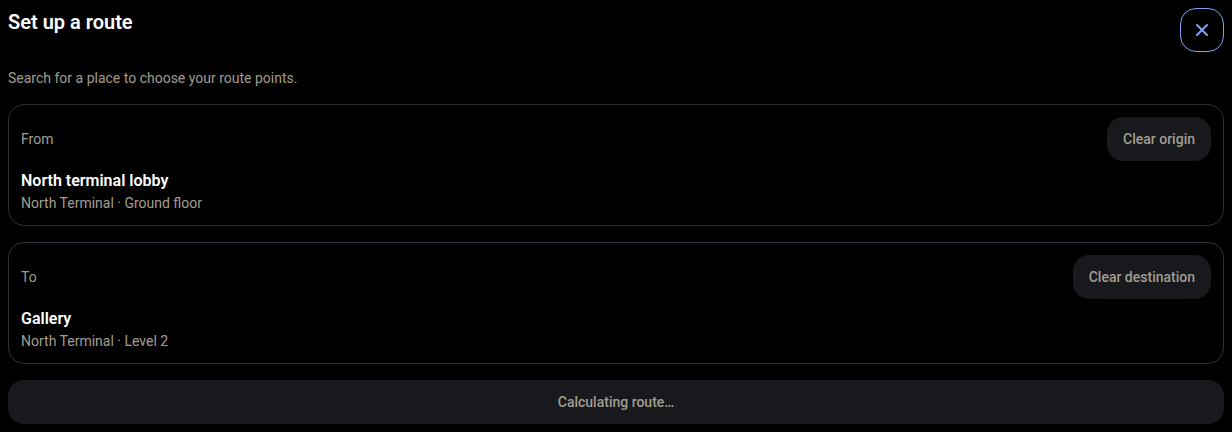 Set up a route
Search for a place to choose your route points.
From
Clear origin
North terminal lobby
North Terminal · Ground floor
To
Clear destination
Gallery
North Terminal · Level 2
Calculating route…